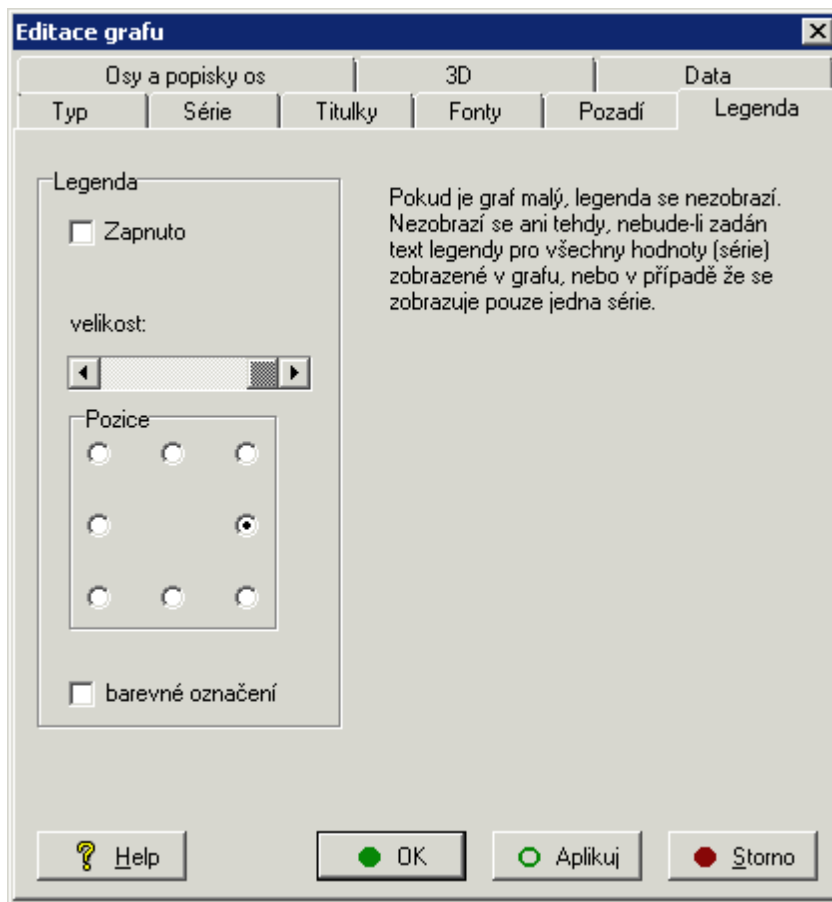 Editace grafu
Osy a popisky os 3D Data
Typ Série Titulky Fonty Pozadí Legenda
Legenda
Zapnuto
velikost:
Pozice
barevné označení
Pokud je graf malý, legenda se nezobrazí.
Nezobrazí se ani tehdy, nebude-li zadán
text legendy pro všechny hodnoty (série)
zobrazené v grafu, nebo v případě že se
zobrazuje pouze jedna série.
Help OK Aplikuj Storno